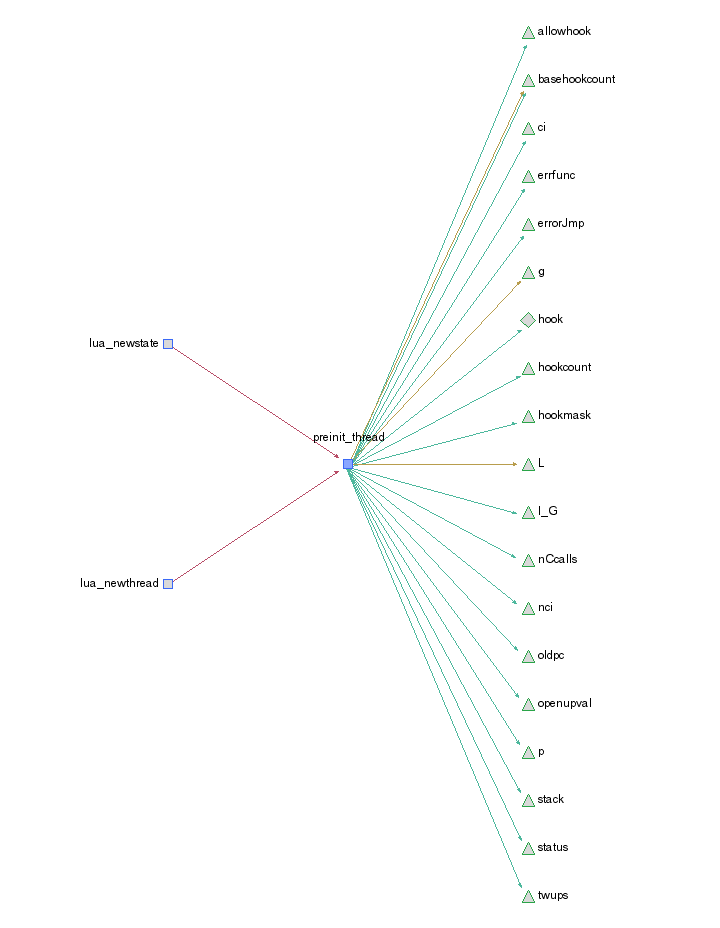 allowhook
basehookcount
ci
errfunc
errorJmp
g
hook
lua_newstate
hookcount
hookmask
preinit_thread
L
l_G
nCcalls
lua_newthread
nci
oldpc
openupval
p
stack
status
twups